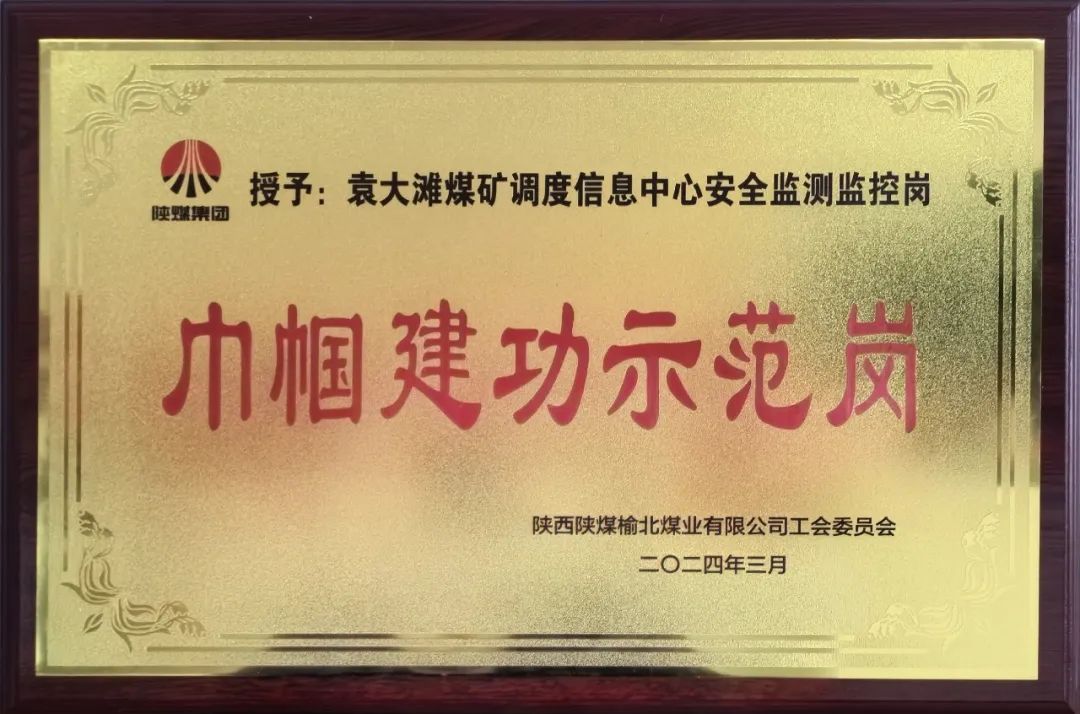 陕煤集团
授予：袁大滩煤矿调度信息中心安全监测监控岗
巾帼建功示范岗
陕西陕煤榆北煤业有限公司工会委员会
二〇二四年三月